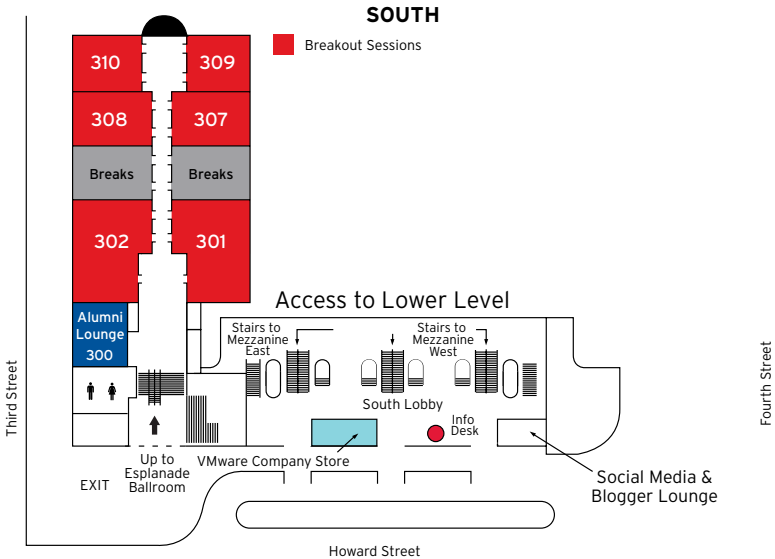 SOUTH
Breakout Sessions
310
309
308
307
Breaks
Breaks
302
301
Alumni
Lounge
300
Access to Lower Level
Stairs to
Mezzanine
East
Stairs to
Mezzanine
West
South Lobby
Info
Desk
VMware Company Store
Up to
Esplanade
Ballroom
EXIT
Social Media &
Blogger Lounge
Third Street
Fourth Street
Howard Street